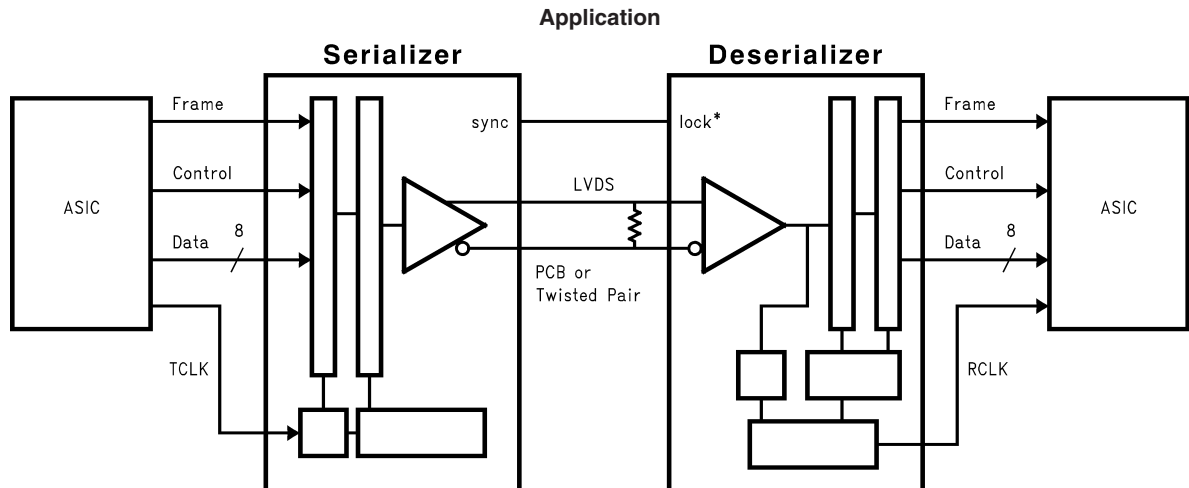 Application
Serializer
Deserializer
Frame
sync
lock*
Frame
Control
LVDS
Control
ASIC
ASIC
Data
8
Data
8
PCB or
Twisted Pair
TCLK
RCLK